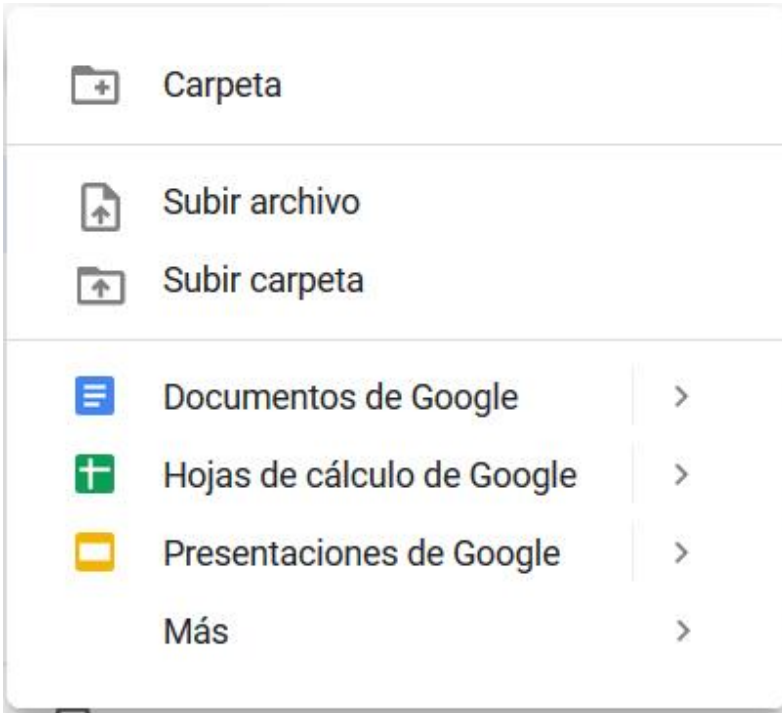 Carpeta
Subir archivo
Subir carpeta
Documentos de Google
Hojas de cálculo de Google
Presentaciones de Google
Más